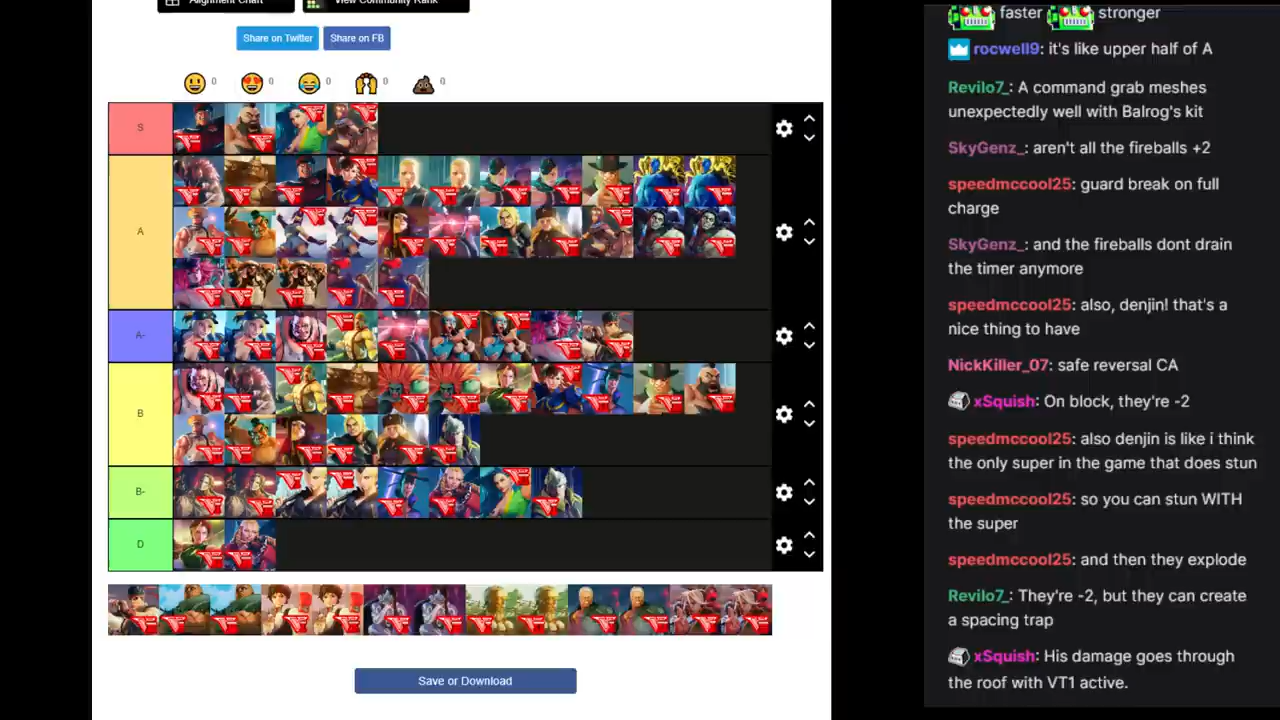 Alignment Chart View Community Rank
Share on Twitter Share on FB
0 0 0 0 0
S
A
A-
B
B-
D
Save or Download
faster stronger
rocwell9: it's like upper half of A
Revilo7_: A command grab meshes
unexpectedly well with Balrog's kit
SkyGenz_: aren't all the fireballs +2
speedmccool25: guard break on full
charge
SkyGenz_: and the fireballs dont drain
the timer anymore
speedmccool25: also, denjin! that's a
nice thing to have
NickKiller_07: safe reversal CA
xSquish: On block, they're -2
speedmccool25: also denjin is like i think
the only super in the game that does stun
speedmccool25: so you can stun WITH
the super
speedmccool25: and then they explode
Revilo7_: They're -2, but they can create
a spacing trap
xSquish: His damage goes through
the roof with VT1 active.